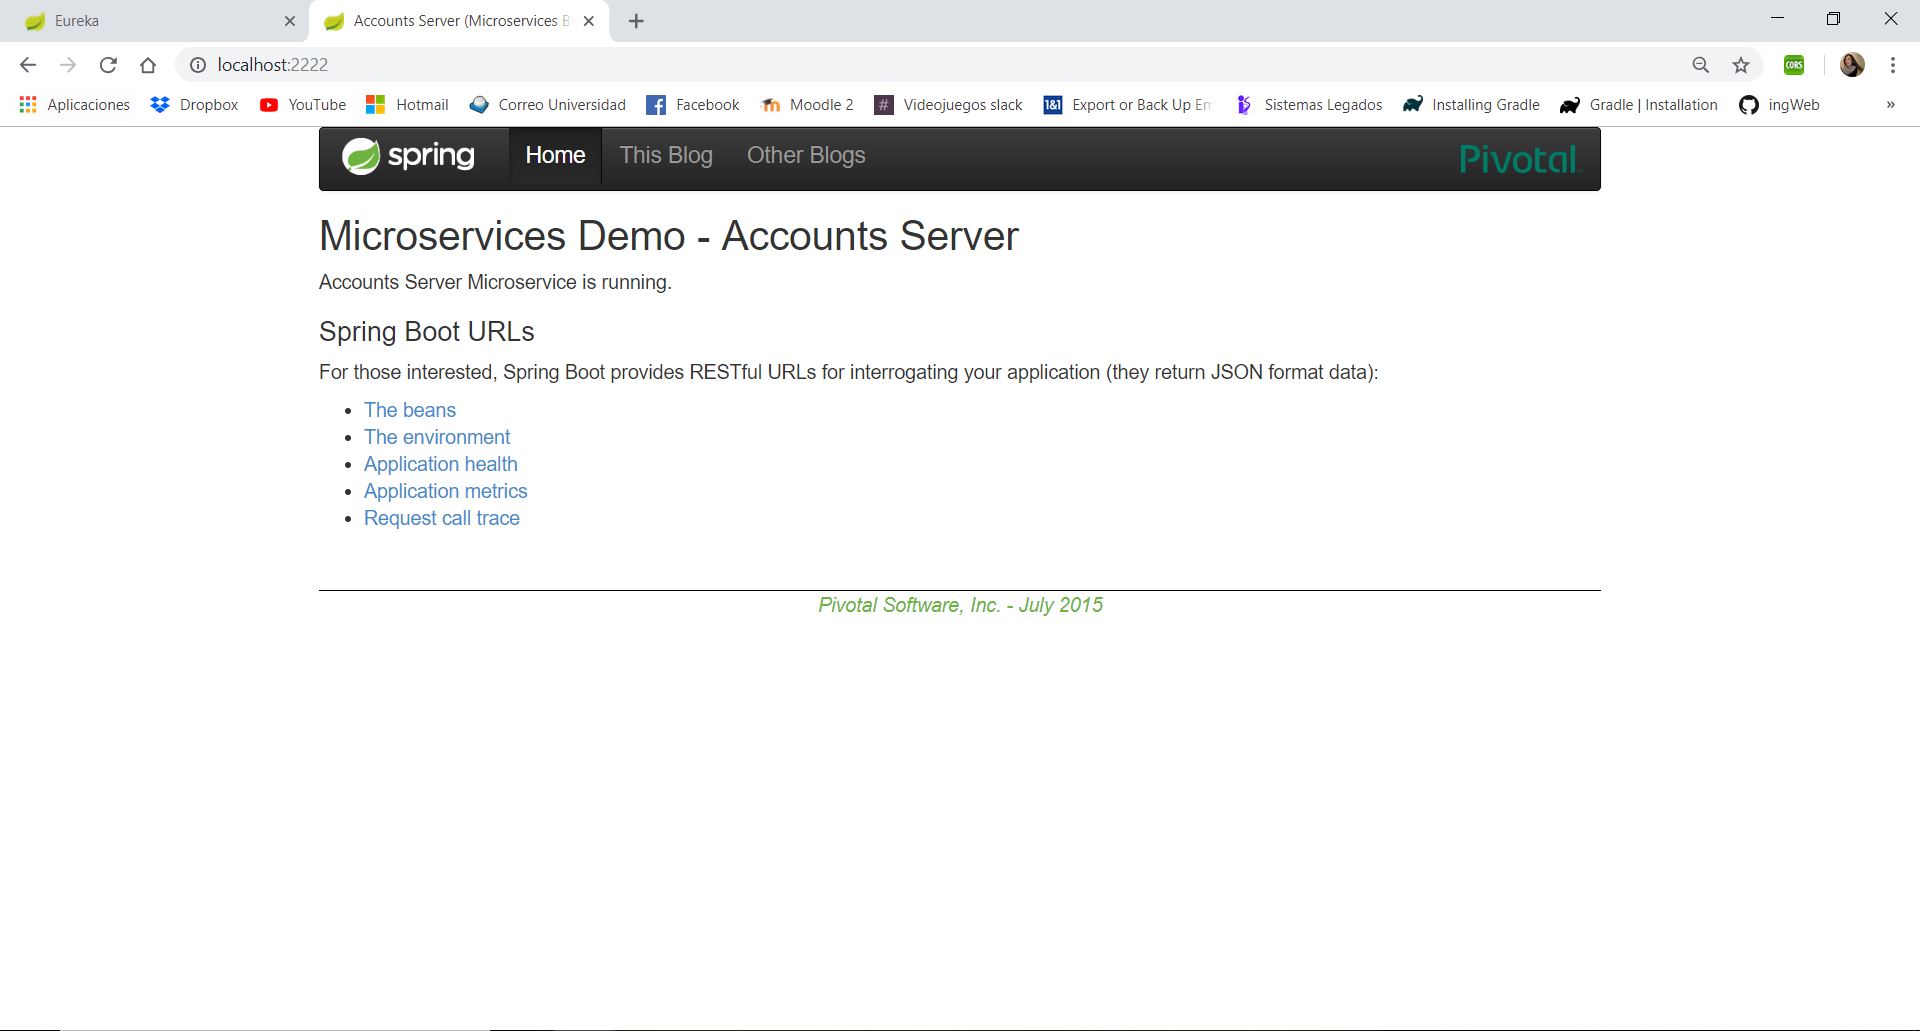 Eureka
Accounts Server (Microservices B
localhost:2222
CORS
Aplicaciones Dropbox YouTube Hotmail Correo Universidad Facebook Moodle 2 # Videojuegos slack 1&1 Export or Back Up Em Sistemas Legados Installing Gradle Gradle | Installation ingWeb »
spring Home This Blog Other Blogs Pivotal
Microservices Demo - Accounts Server
Accounts Server Microservice is running.
Spring Boot URLs
For those interested, Spring Boot provides RESTful URLs for interrogating your application (they return JSON format data):
• The beans
• The environment
• Application health
• Application metrics
• Request call trace
Pivotal Software, Inc. - July 2015